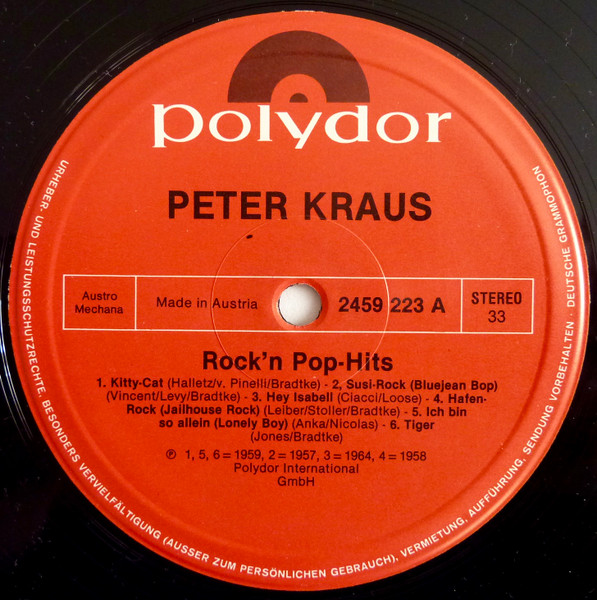 polydor
PETER KRAUS
Austro
Mechana
Made in Austria
2459 223 A
STEREO
33
Rock'n Pop-Hits
1. Kitty-Cat (Halletz/v. Pinelli/Bradtke) - 2, Susi-Rock (Bluejean Bop)
(Vincent/Levy/Bradtke) - 3. Hey Isabell (Ciacci/Loose) - 4. Hafen-
Rock (Jailhouse Rock) (Leiber/Stoller/Bradtke) - 5. Ich bin
so allein (Lonely Boy) (Anka/Nicolas) - 6. Tiger
(Jones/Bradtke)
℗ 1, 5, 6 = 1959, 2 = 1957, 3 = 1964, 4 = 1958
Polydor International
GmbH
URHEBER- UND LEISTUNGSSCHUTZRECHTE, BESONDERS VERVIELFÄLTIGUNG (AUSSER ZUM PERSÖNLICHEN GEBRAUCH), VERMIETUNG, AUFFÜHRUNG, SENDUNG VORBEHALTEN · DEUTSCHE GRAMMOPHON